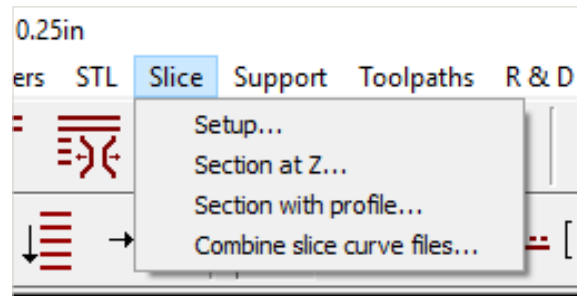 0.25in
ers STL Slice Support Toolpaths R & D
Setup...
Section at Z...
Section with profile...
Combine slice curve files...